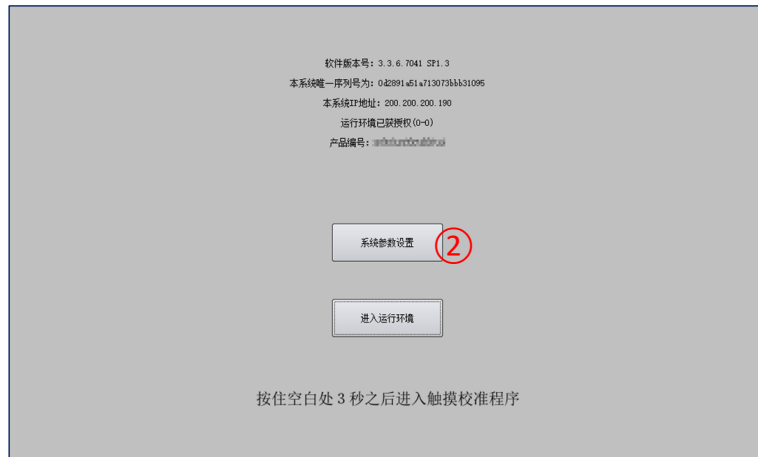 软件版本号: 3.3.6.7041 SP1.3
本系统唯一序列号为: 0d2891a51a713073bbb31095
本系统IP地址: 200.200.200.190
运行环境已获授权(0-0)
产品编号:
系统参数设置
②
进入运行环境
按住空白处 3 秒之后进入触摸校准程序